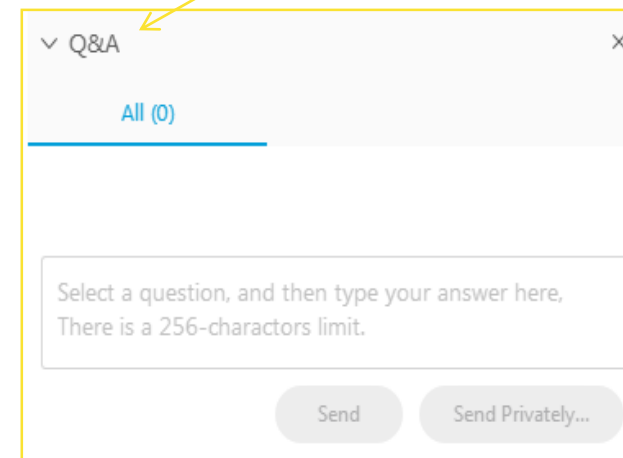 Q&A
All (0)
Select a question, and then type your answer here,
There is a 256-charactors limit.
Send
Send Privately...